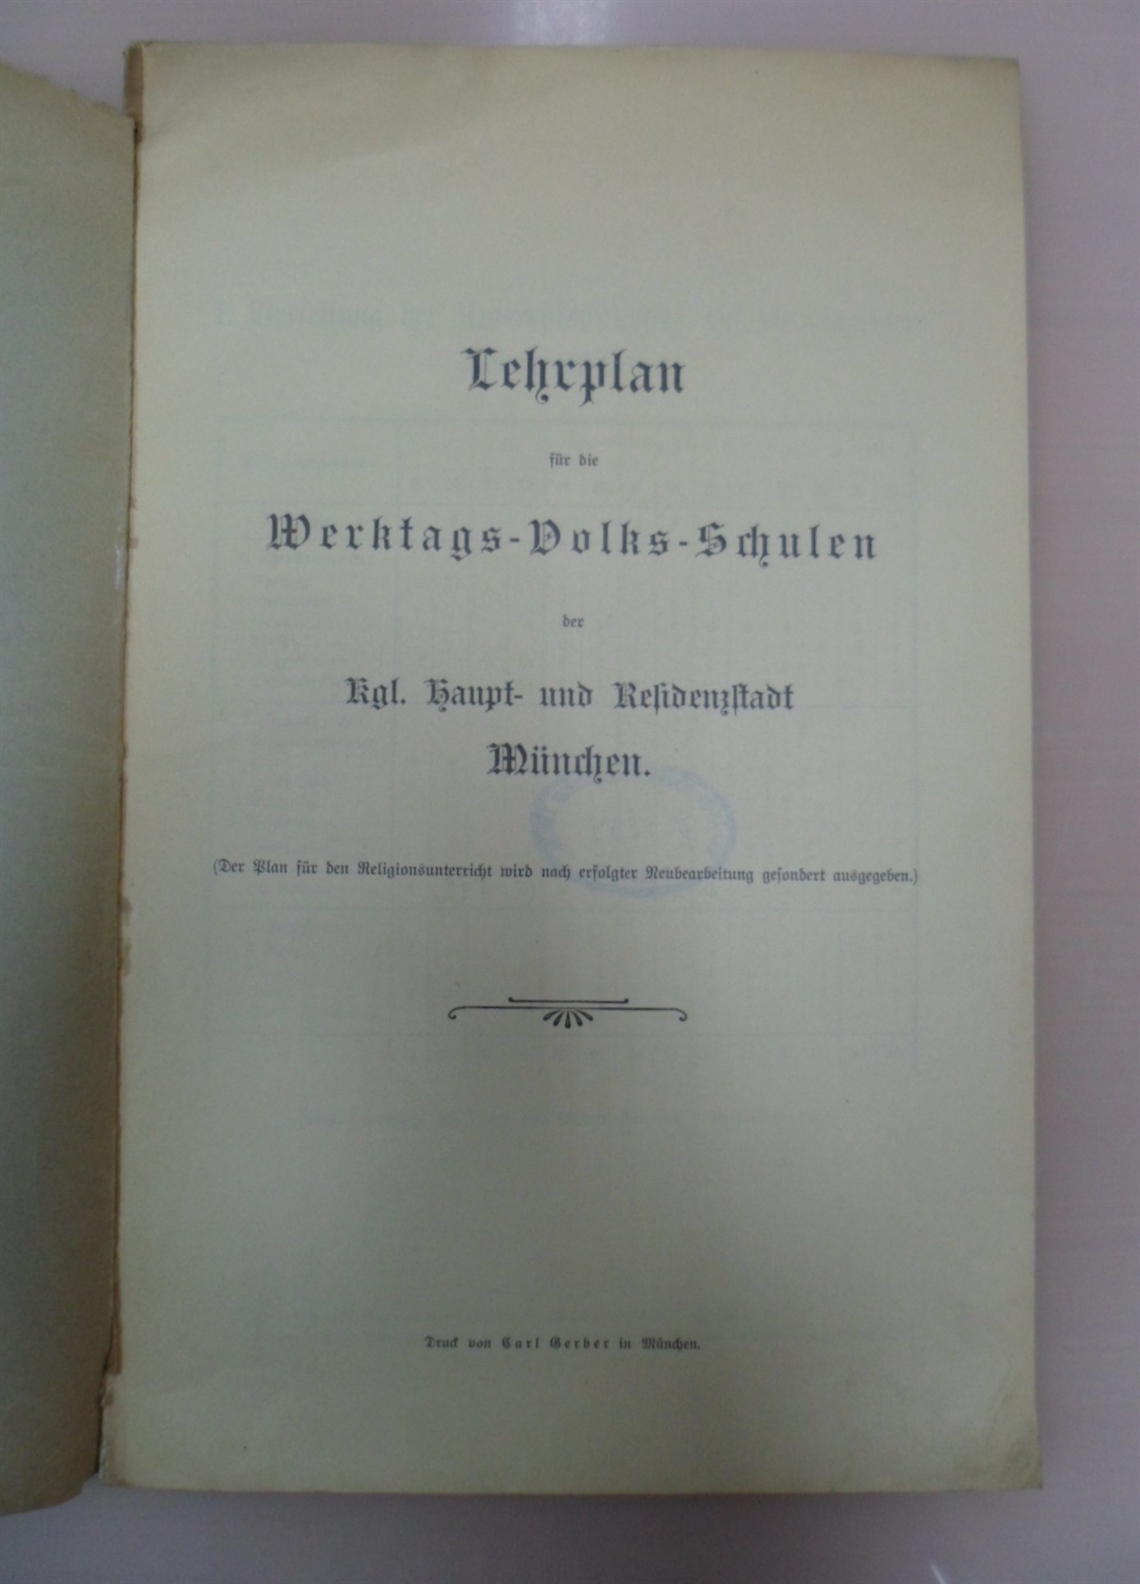 Lehrplan
für die
Werktags-Volks-Schulen
der
Kgl. Haupt- und Residenzstadt
München.
(Der Plan für den Religionsunterricht wird nach erfolgter Neubearbeitung gesondert ausgegeben.)
Druck von Carl Gerber in München.